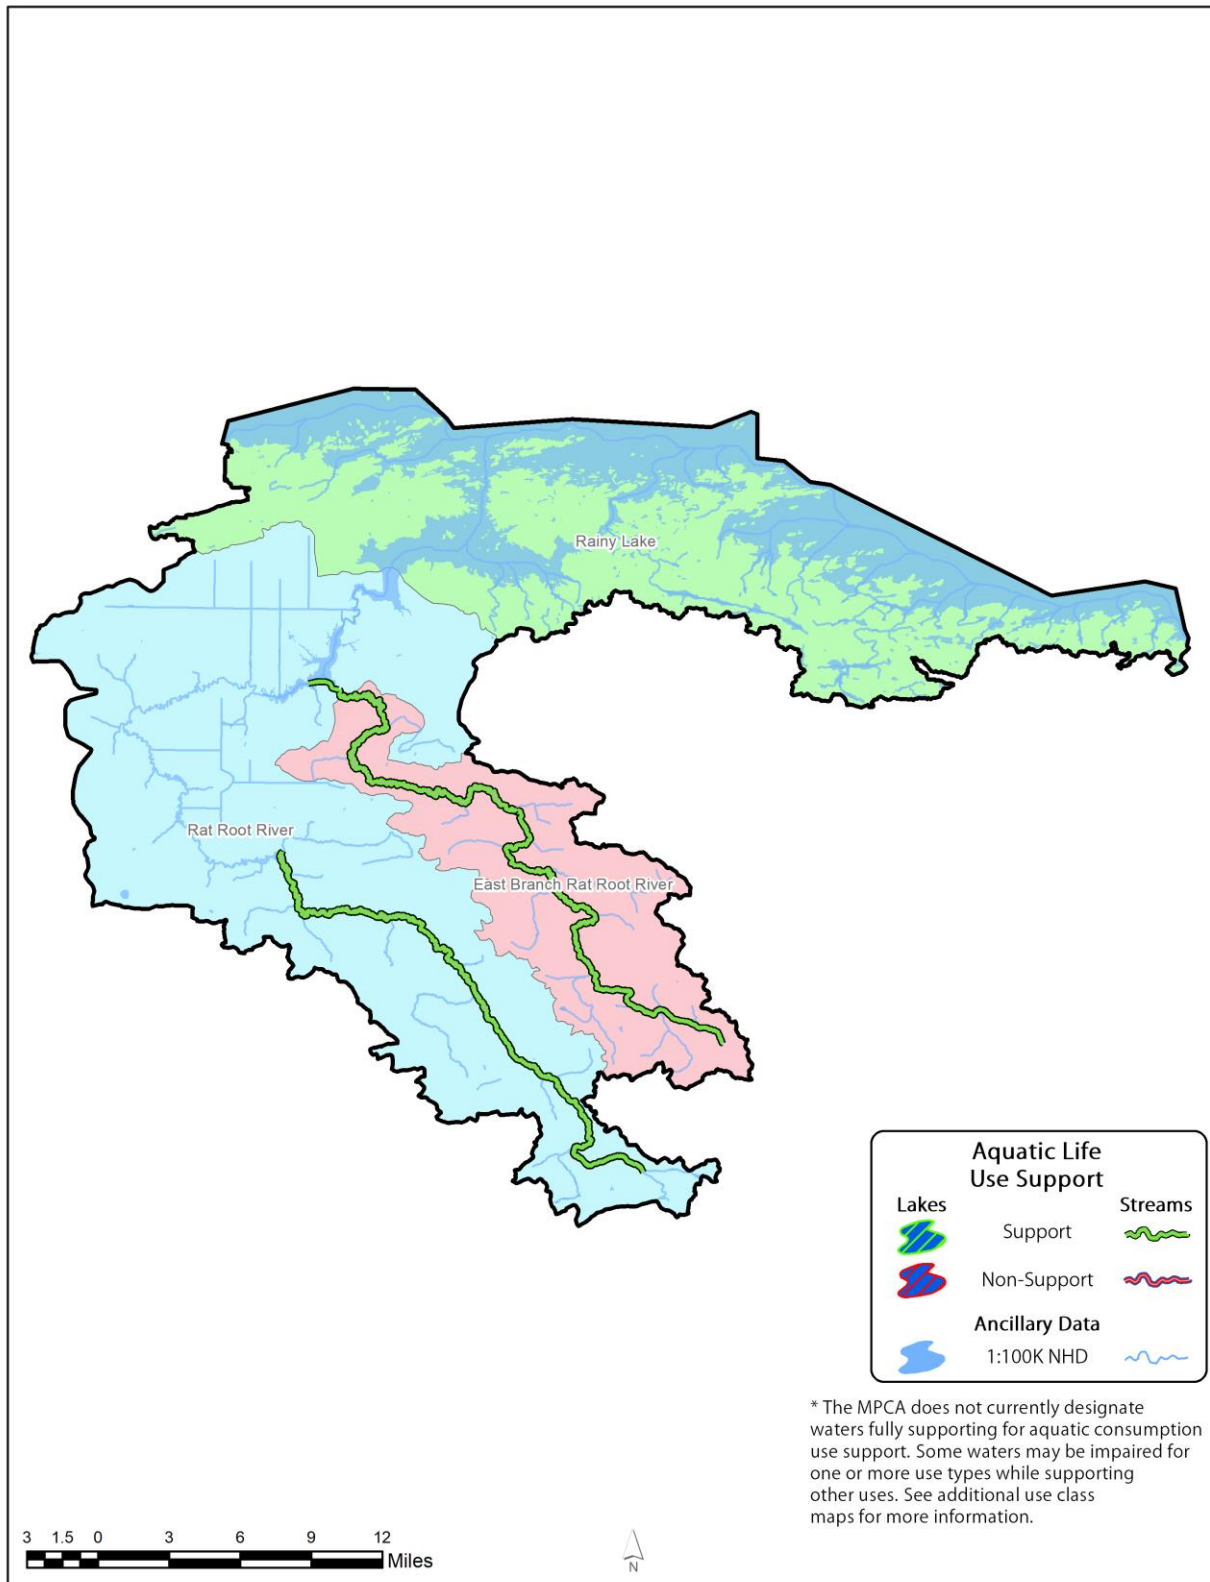 Rainy Lake
Rat Root River
East Branch Rat Root River
Aquatic Life
Use Support
Lakes Streams
Support
Non-Support
Ancillary Data
1:100K NHD
* The MPCA does not currently designate
waters fully supporting for aquatic consumption
use support. Some waters may be impaired for
one or more use types while supporting
other uses. See additional use class
maps for more information.
3 1.5 0 3 6 9 12
Miles
N